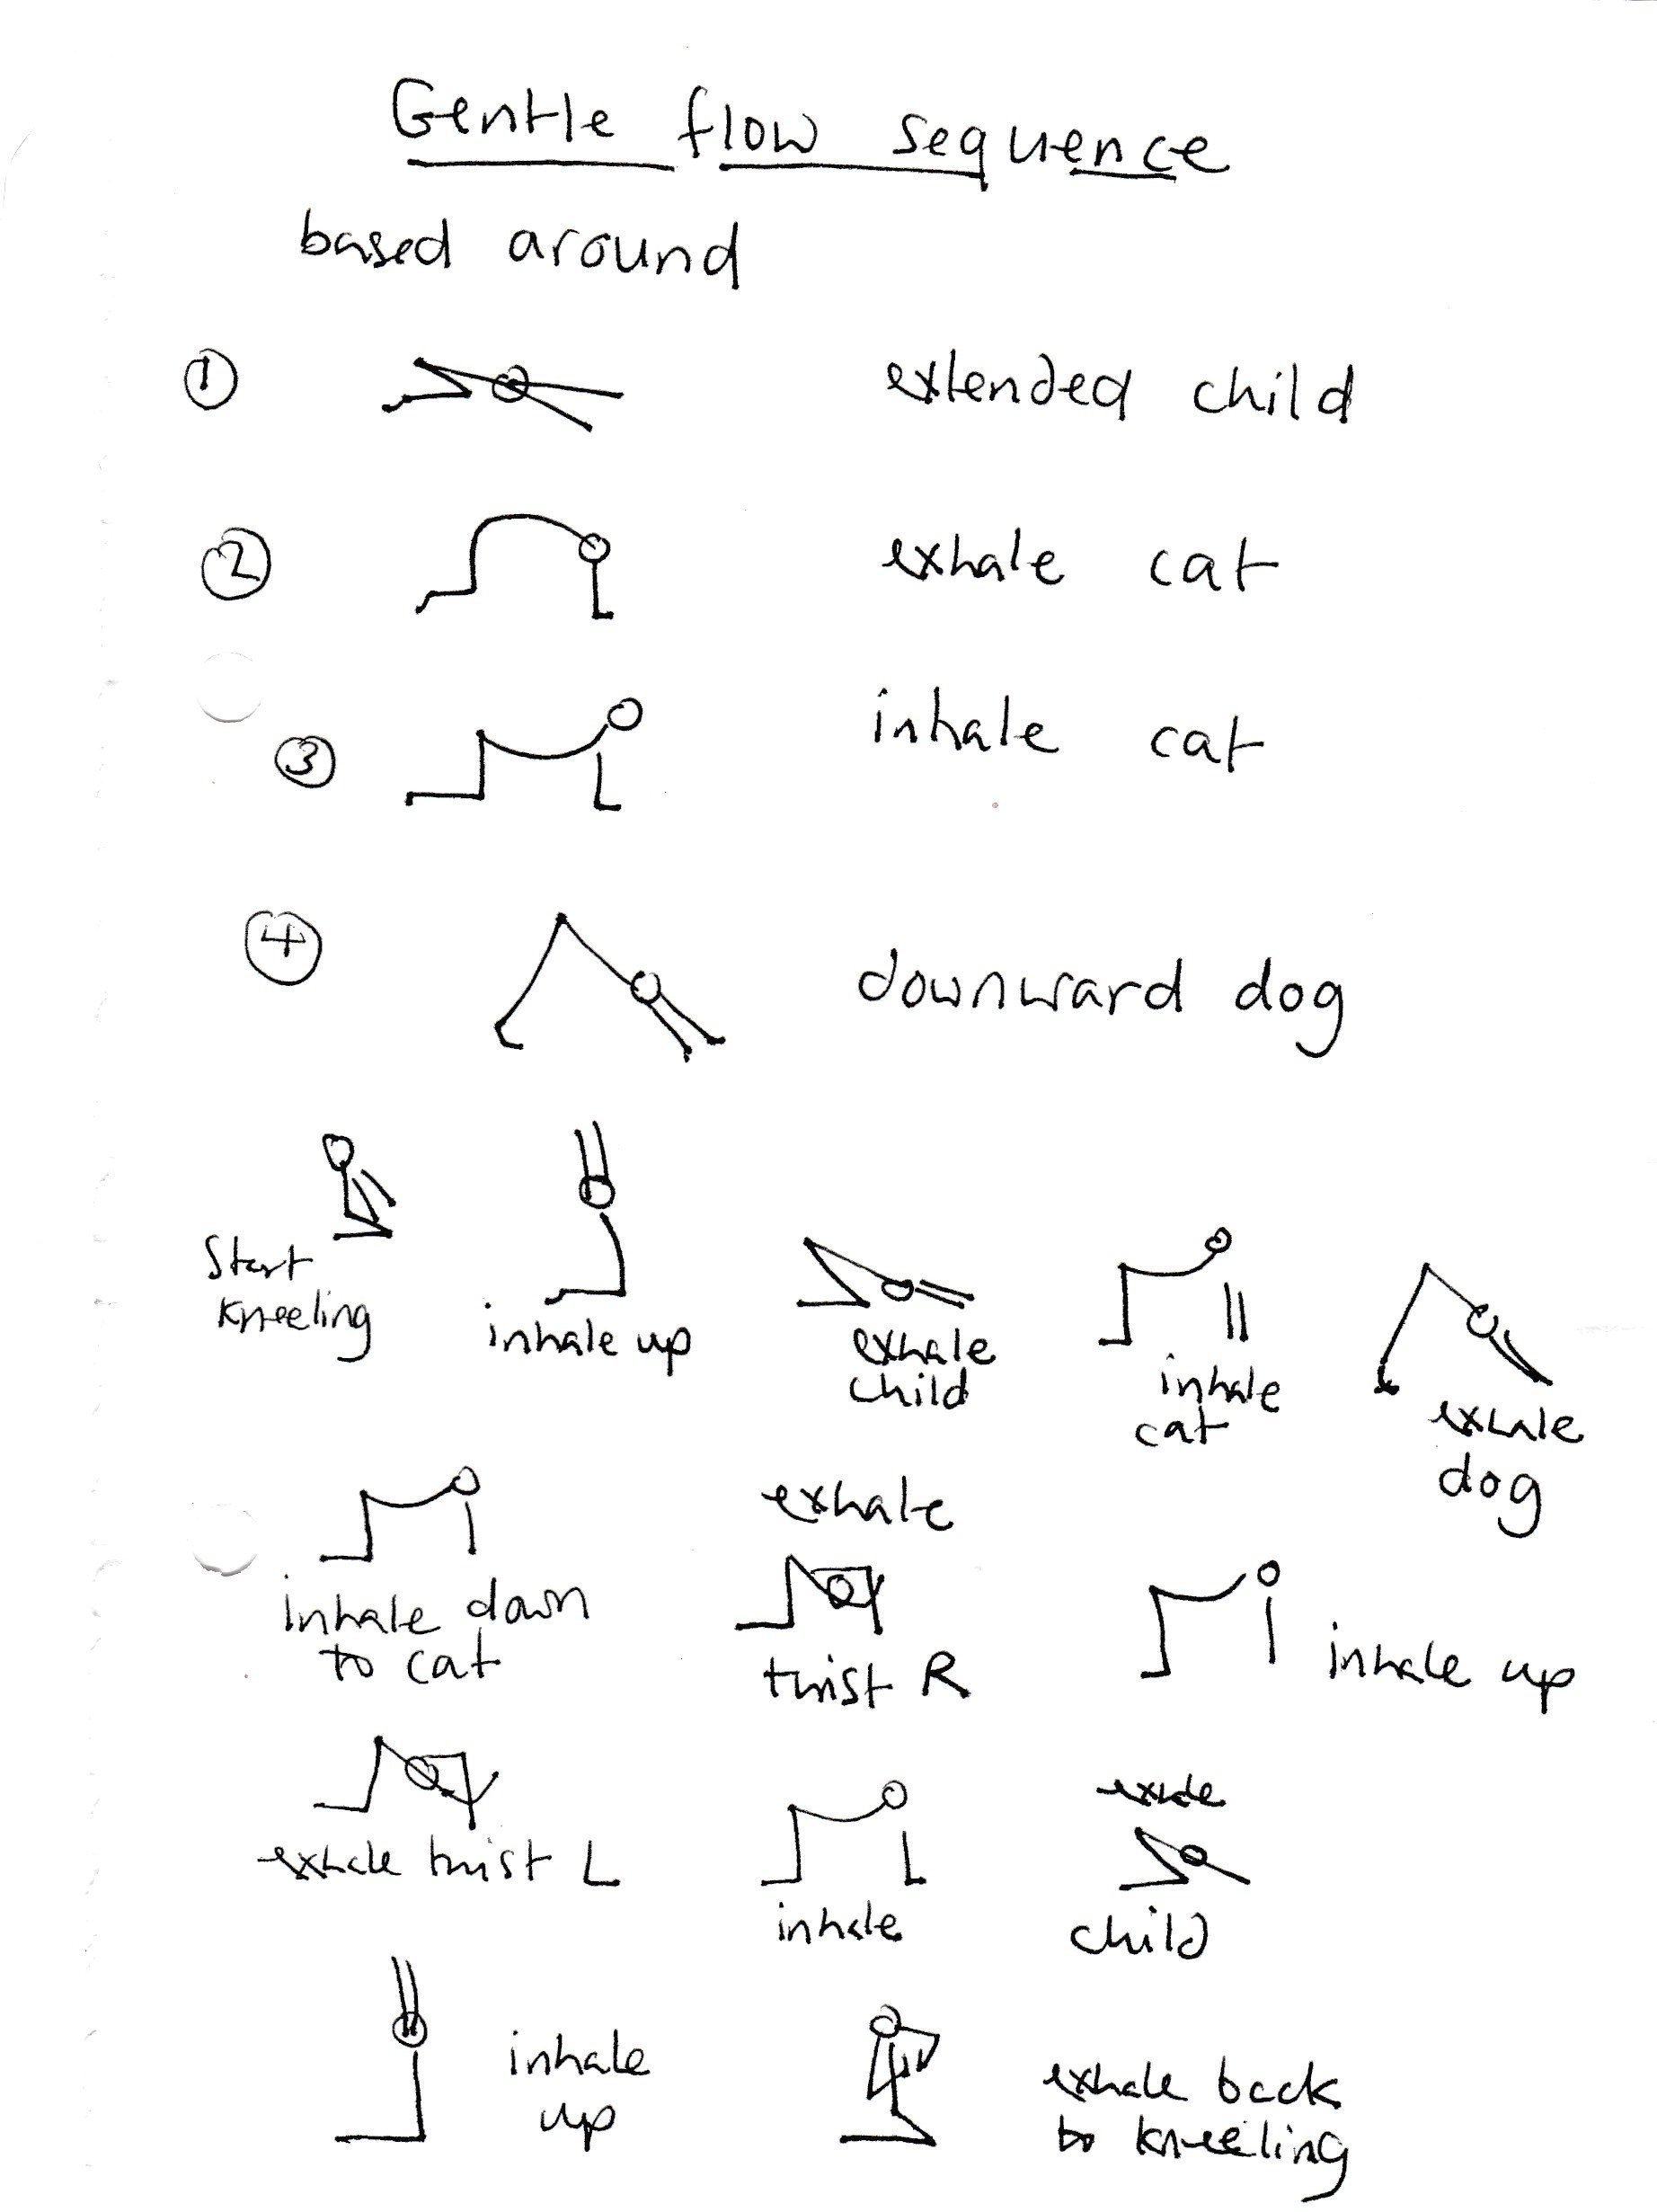 Gentle flow sequence
based around
① extended child
② exhale cat
③ inhale cat
④ downward dog
Start
kneeling
inhale up
exhale
child
inhale
cat
exhale
dog
inhale down
to cat
exhale
twist R
inhale up
exhale twist L
inhale
exhale
child
inhale
up
exhale back
to kneeling